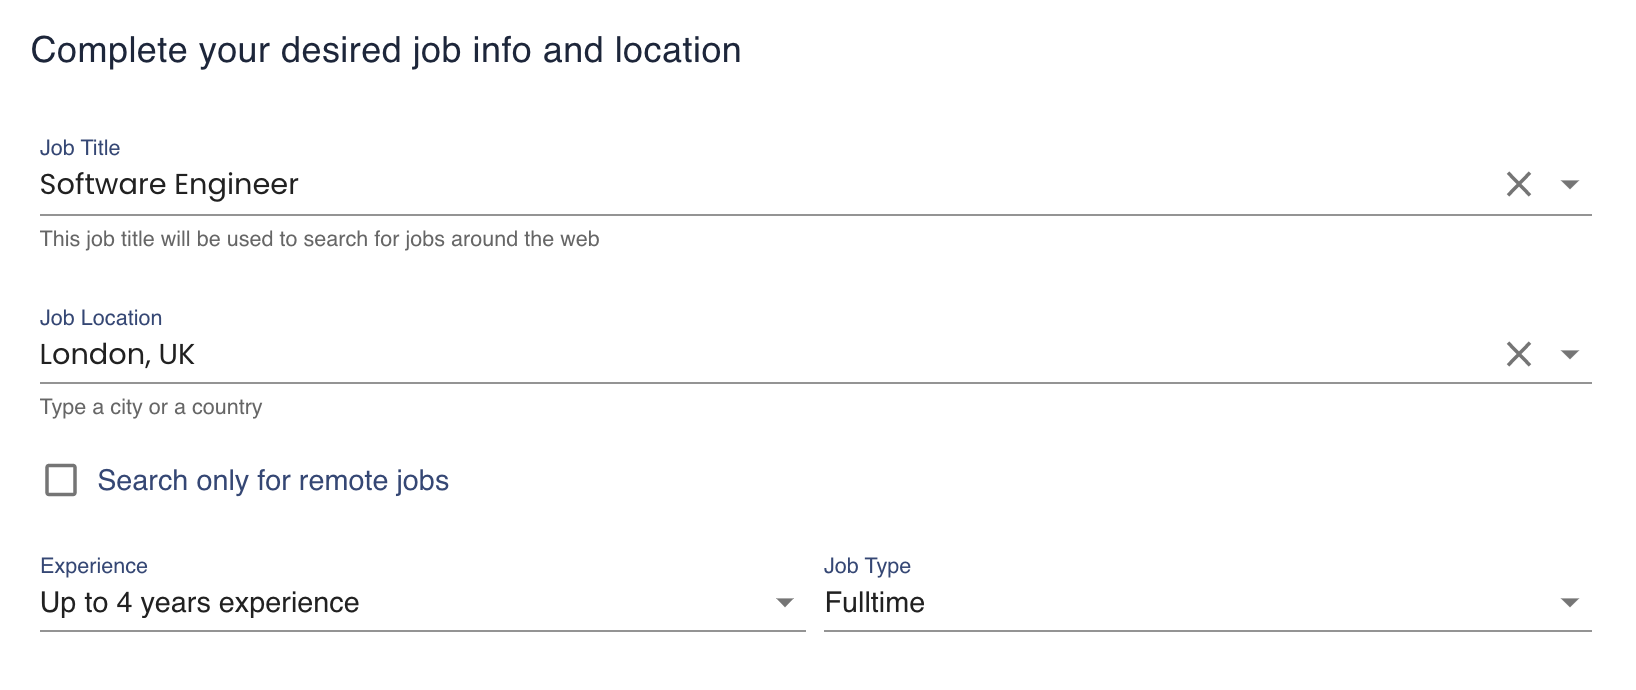 Complete your desired job info and location
Job Title
Software Engineer
This job title will be used to search for jobs around the web
Job Location
London, UK
Type a city or a country
Search only for remote jobs
Experience
Up to 4 years experience
Job Type
Fulltime